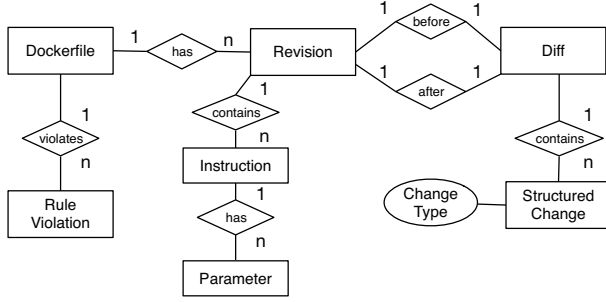 1 1
before
Dockerfile 1 has n Revision Diff
1 1
after
1 1 1
violates contains contains
n n n
Instruction
Rule
Violation
1
has
n
Change
Type
Structured
Change
Parameter